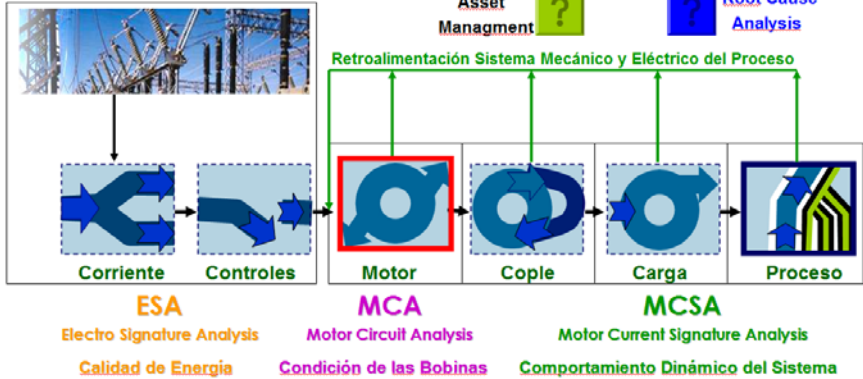 Asset
Managment
?
?
Root Cause
Analysis
Retroalimentación Sistema Mecánico y Eléctrico del Proceso
Corriente
Controles
Motor
Cople
Carga
Proceso
ESA
MCA
MCSA
Electro Signature Analysis
Motor Circuit Analysis
Motor Current Signature Analysis
Calidad de Energía
Condición de las Bobinas
Comportamiento Dinámico del Sistema